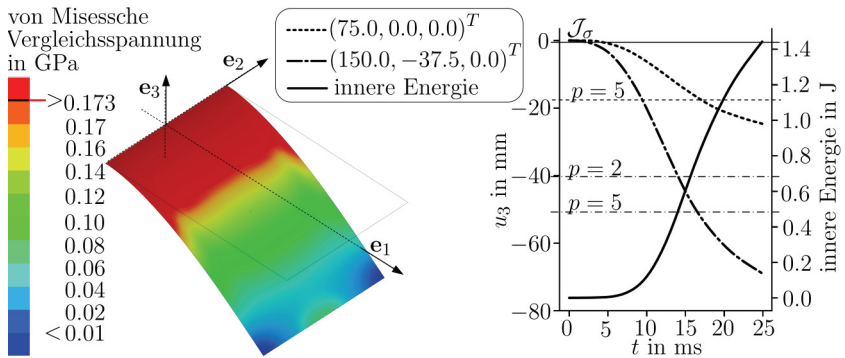 von Misessche
Vergleichsspannung
in GPa
>0.173
0.17
0.16
0.14
0.12
0.10
0.08
0.06
0.04
0.02
<0.01
e₃
e₂
e₁
(75.0, 0.0, 0.0)ᵀ
(150.0, −37.5, 0.0)ᵀ
innere Energie
u₃ in mm
0
−20
−40
−60
−80
𝒥σ
p = 5
p = 2
p = 5
0 5 10 15 20 25
t in ms
1.4
1.2
1.0
0.8
0.6
0.4
0.2
0.0
innere Energie in J